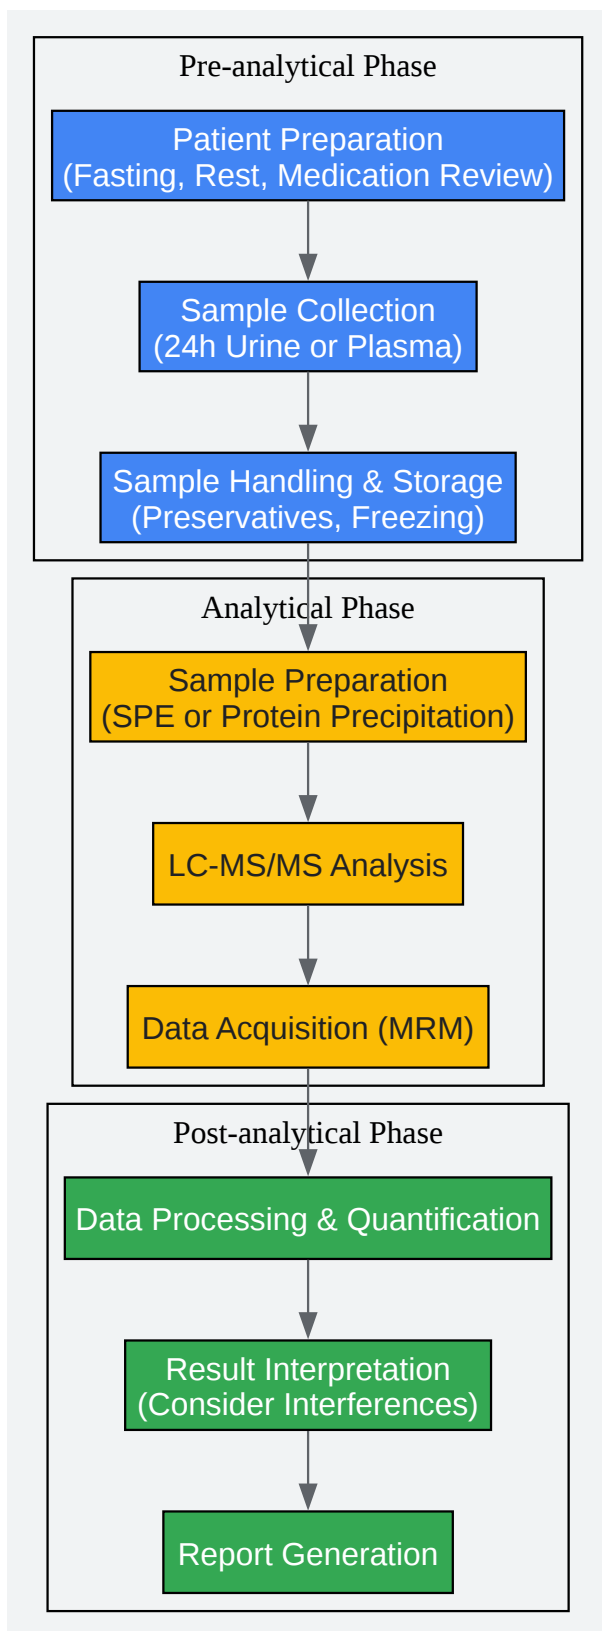 Pre-analytical Phase
Patient Preparation
(Fasting, Rest, Medication Review)
Sample Collection
(24h Urine or Plasma)
Sample Handling & Storage
(Preservatives, Freezing)
Analytical Phase
Sample Preparation
(SPE or Protein Precipitation)
LC-MS/MS Analysis
Data Acquisition (MRM)
Post-analytical Phase
Data Processing & Quantification
Result Interpretation
(Consider Interferences)
Report Generation